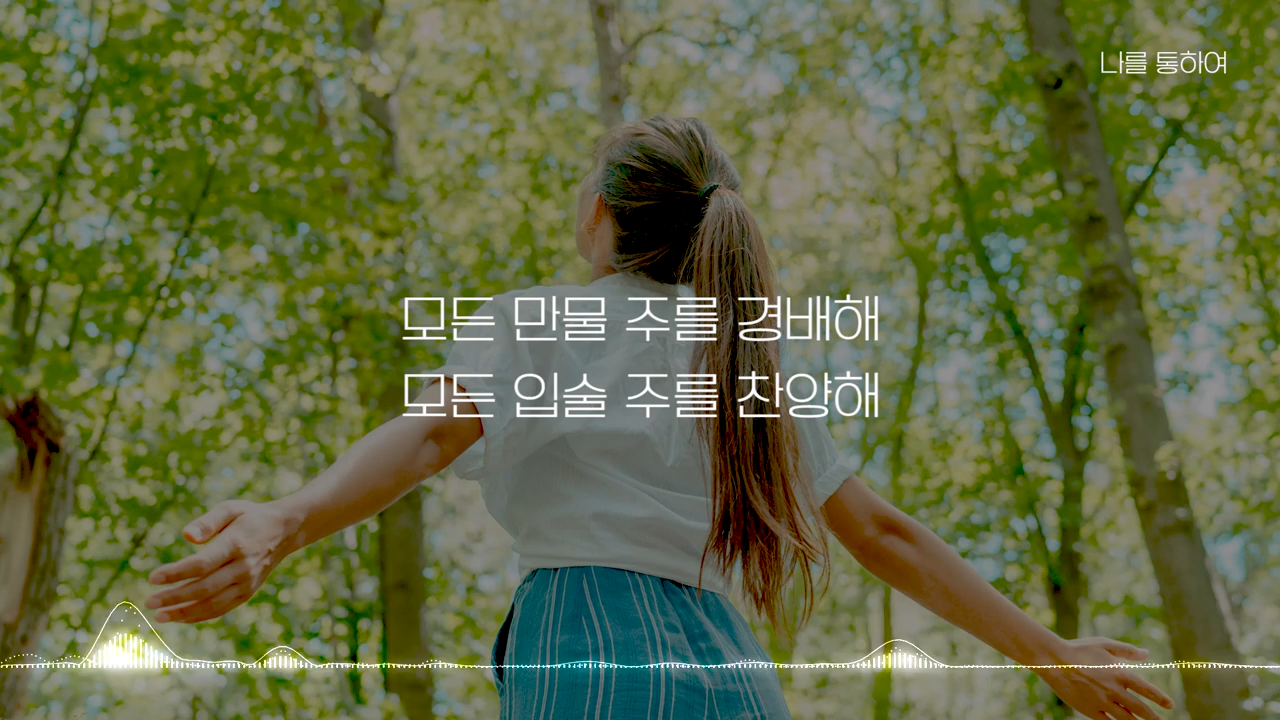 나를 통하여
모든 만물 주를 경배해
모든 입술 주를 찬양해